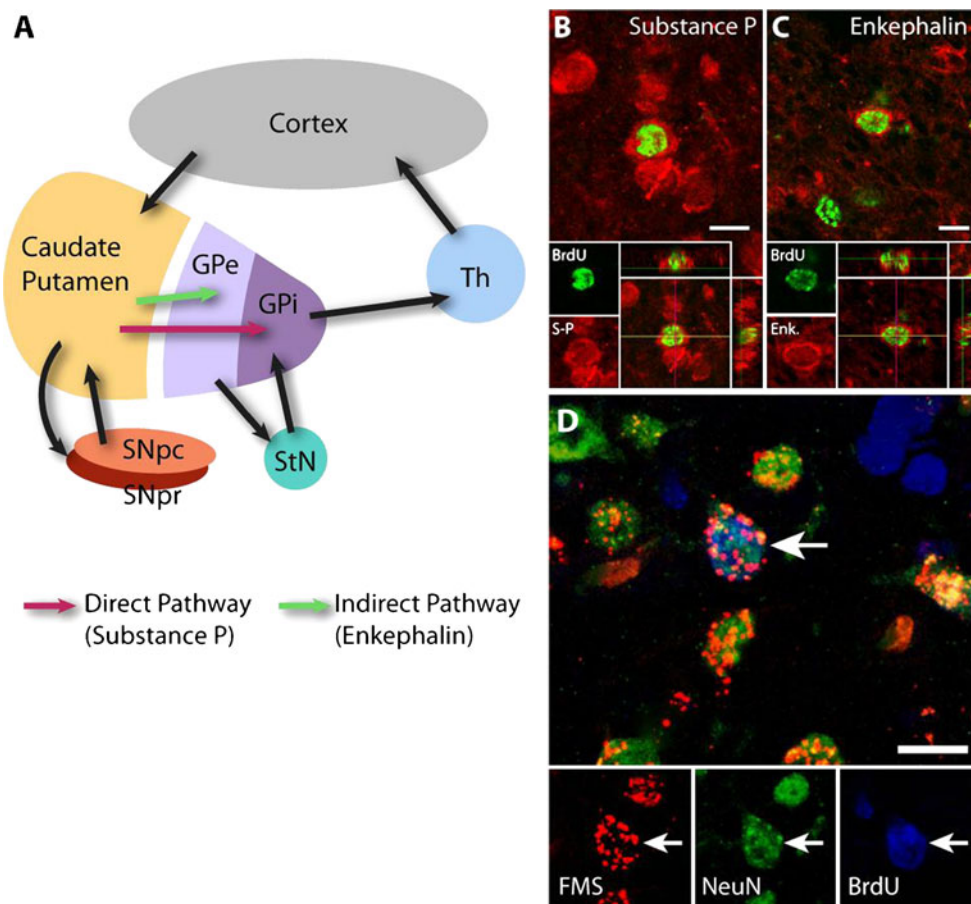 A
Cortex
Caudate
Putamen
GPe
GPi
Th
SNpc
SNpr
StN
Direct Pathway
(Substance P)
Indirect Pathway
(Enkephalin)
B
Substance P
BrdU
S-P
C
Enkephalin
BrdU
Enk.
D
FMS
NeuN
BrdU